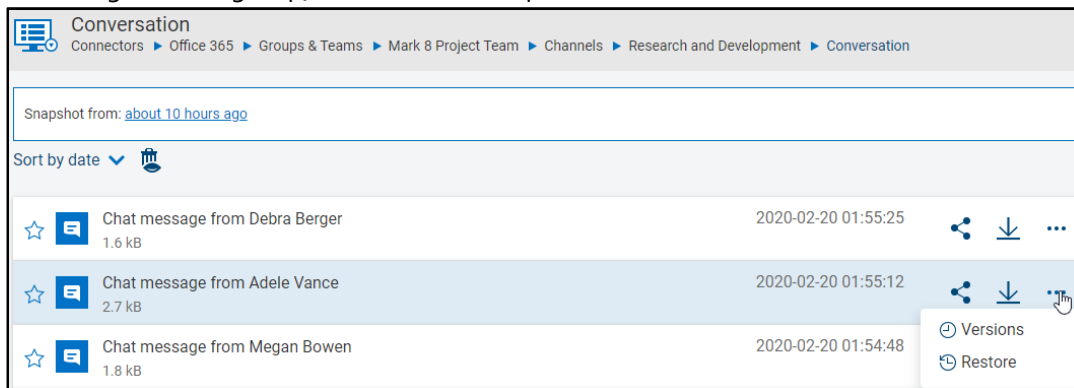 Conversation
Connectors ▶ Office 365 ▶ Groups & Teams ▶ Mark 8 Project Team ▶ Channels ▶ Research and Development ▶ Conversation
Snapshot from: about 10 hours ago
Sort by date
Chat message from Debra Berger 2020-02-20 01:55:25
1.6 kB
Chat message from Adele Vance 2020-02-20 01:55:12
2.7 kB
Versions
Chat message from Megan Bowen 2020-02-20 01:54:48
Restore
1.8 kB